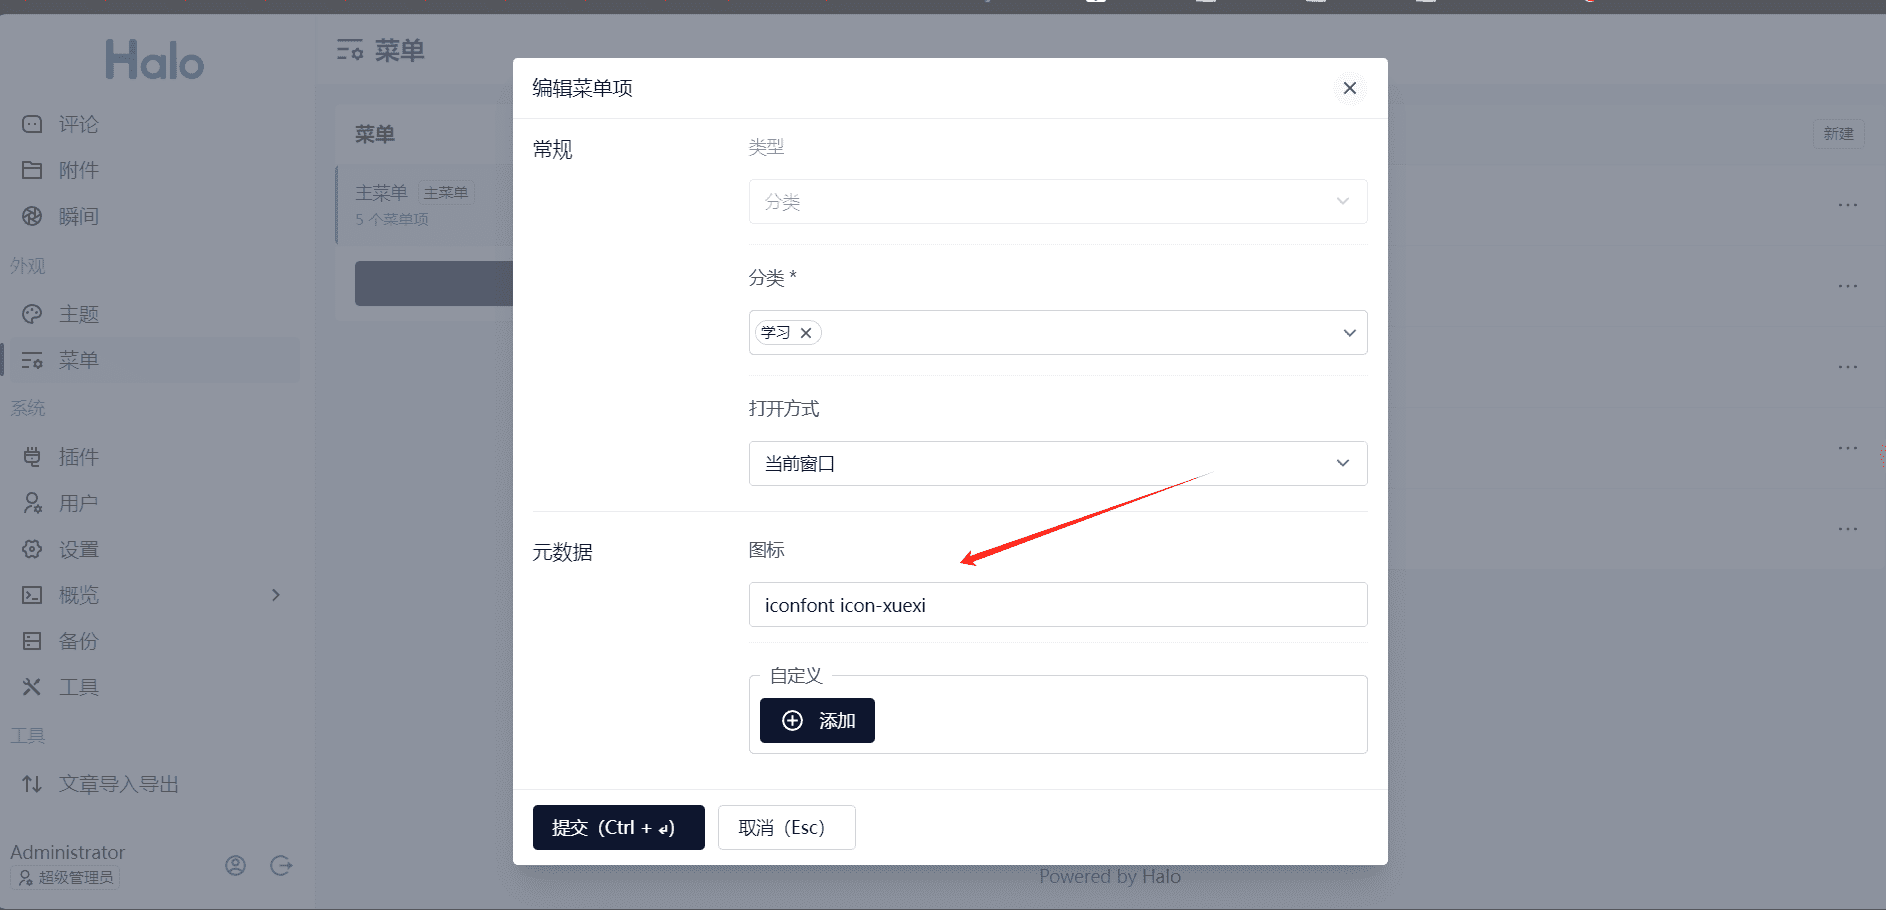 Halo
评论
附件
瞬间
外观
主题
菜单
系统
插件
用户
设置
概览
备份
工具
工具
文章导入导出
Administrator
超级管理员
菜单
菜单
新建
主菜单 主菜单
5 个菜单项
编辑菜单项
常规
类型
分类
分类 *
学习
打开方式
当前窗口
元数据
图标
iconfont icon-xuexi
自定义
添加
提交（Ctrl + ↲）
取消（Esc）
Powered by Halo